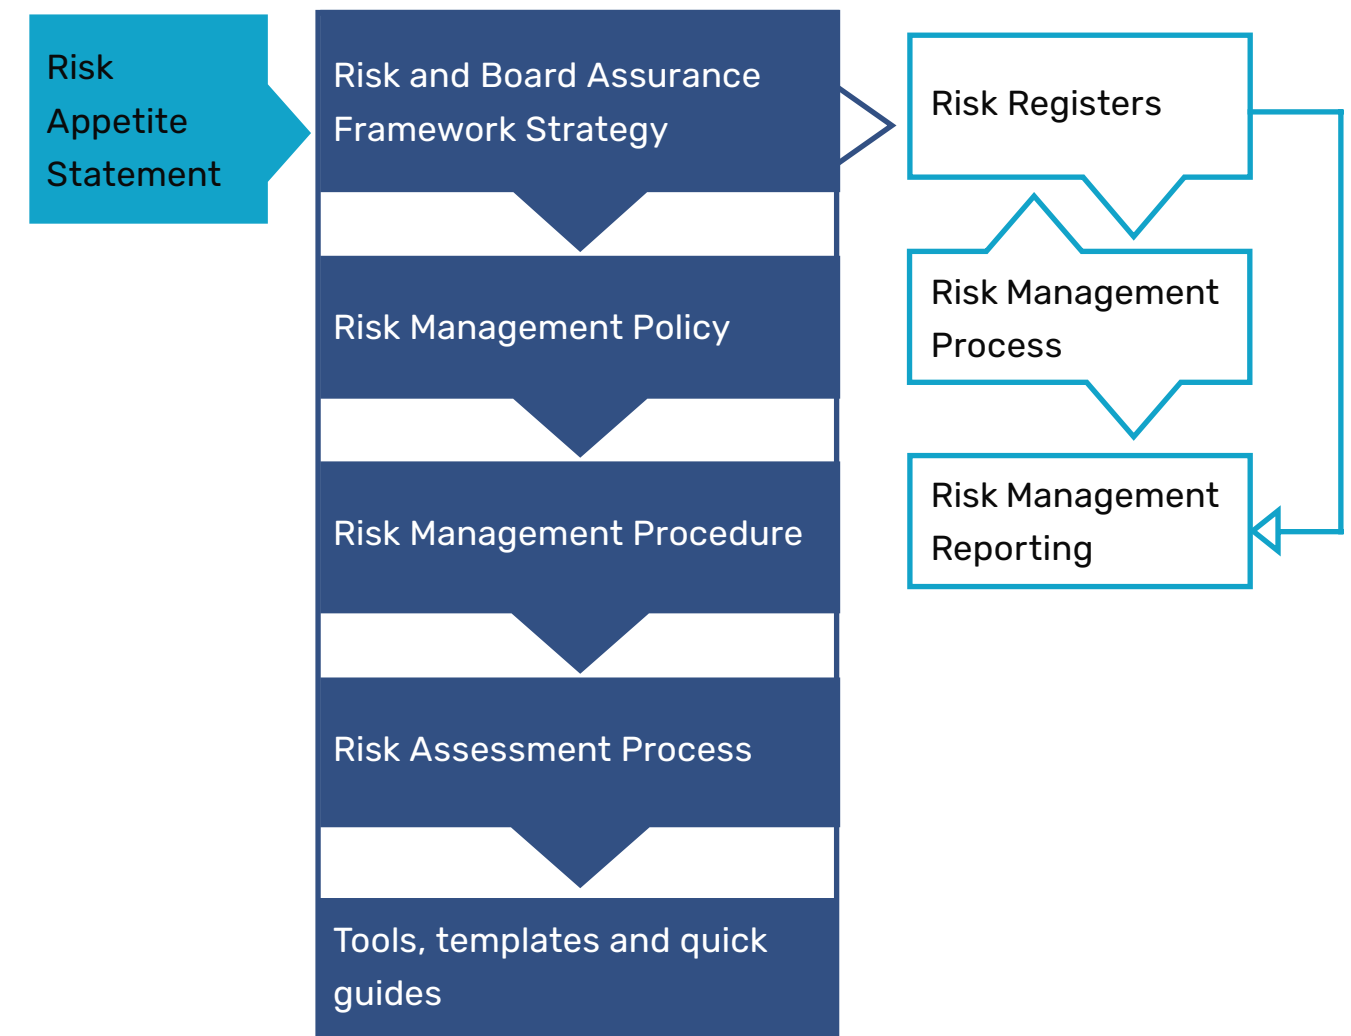 Risk
Appetite
Statement
Risk and Board Assurance
Framework Strategy
Risk Management Policy
Risk Management Procedure
Risk Assessment Process
Tools, templates and quick
guides
Risk Registers
Risk Management
Process
Risk Management
Reporting